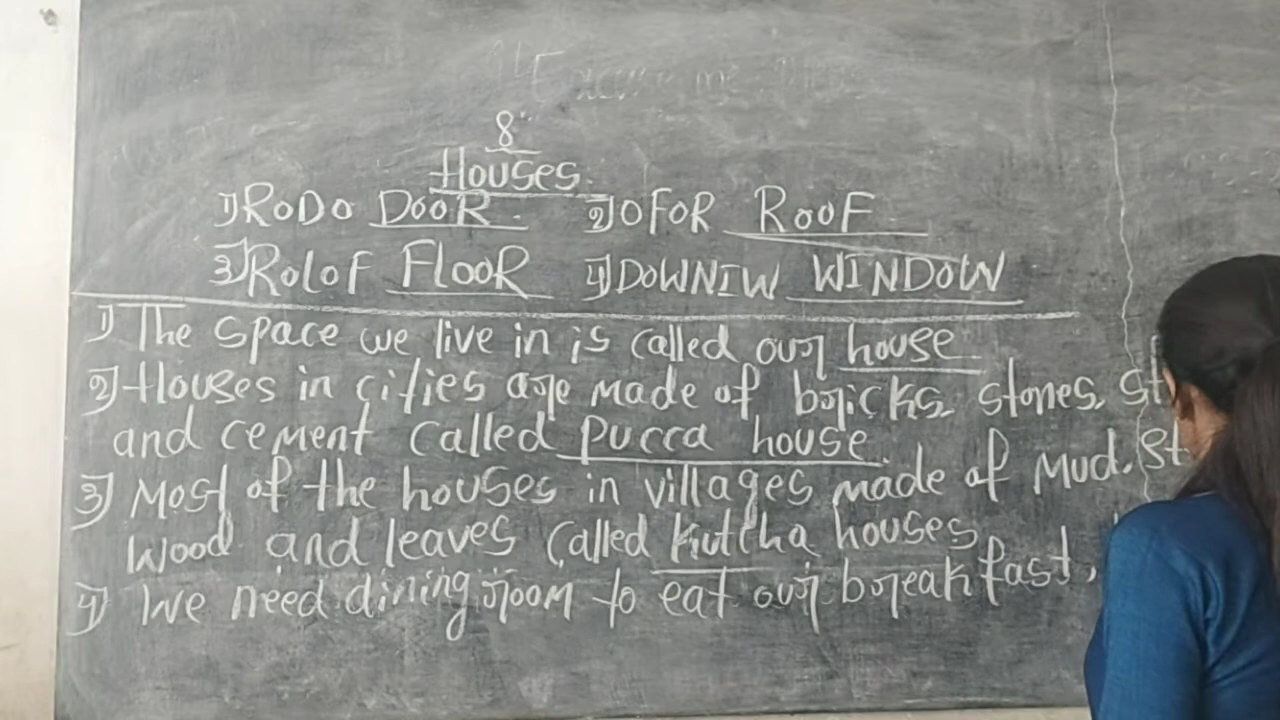 8
Houses.
1) RODO DOOR. 2) OFOR ROOF
3) ROLOF FLOOR 4) DOWNIW WINDOW
1) The space we live in is called our house.
2) Houses in cities are made of bricks, stones, st
and cement called pucca house.
3) Most of the houses in villages made of mud, st
wood and leaves called kutcha houses
4) We need dining room to eat our breakfast,